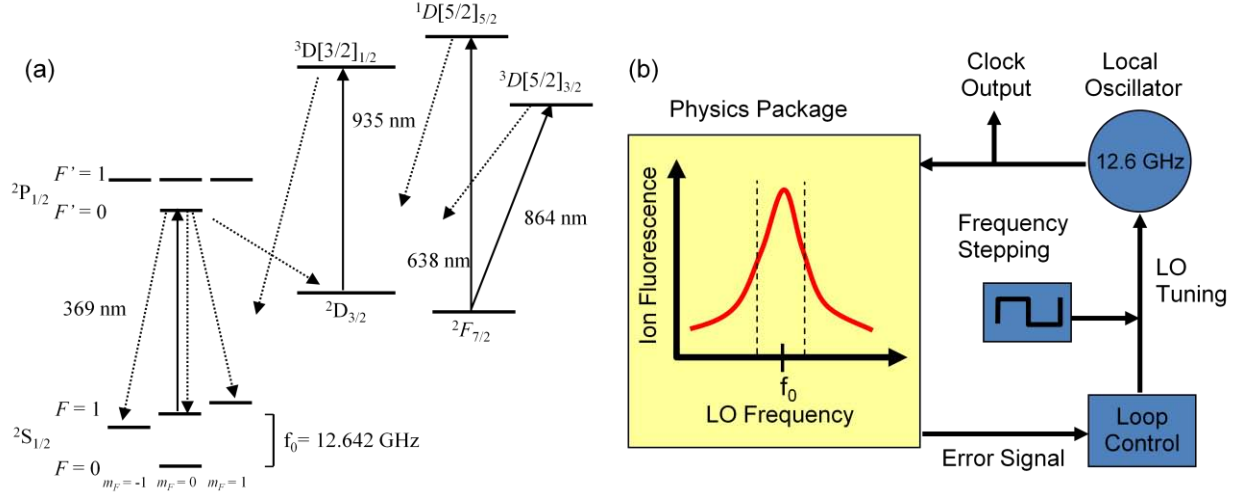 (a)
³D[3/2]₁/₂
¹D[5/2]₅/₂
³D[5/2]₃/₂
935 nm
864 nm
638 nm
F' = 1
²P₁/₂
F' = 0
369 nm
²D₃/₂
²F₇/₂
F = 1
²S₁/₂
f₀= 12.642 GHz
F = 0
m_F = -1 m_F = 0 m_F = 1
(b)
Physics Package
Ion Fluorescence
f₀
LO Frequency
Clock
Output
Local
Oscillator
12.6 GHz
Frequency
Stepping
LO
Tuning
Loop
Control
Error Signal